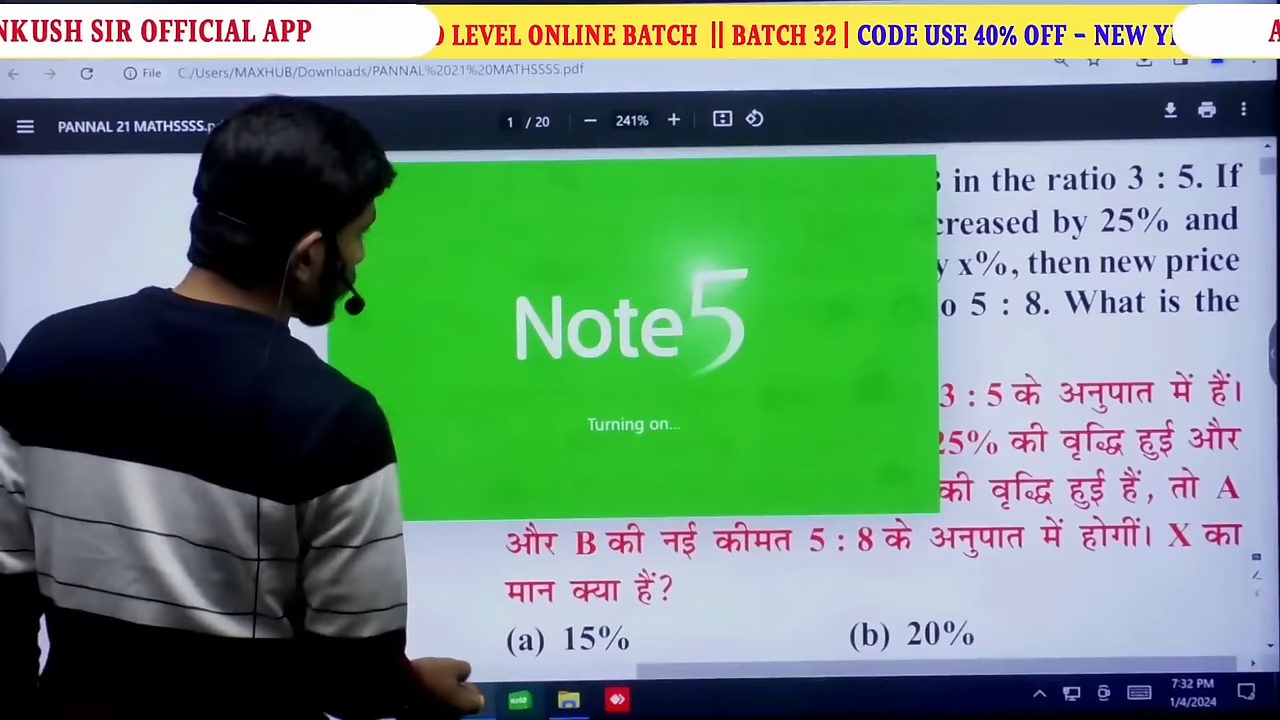 NKUSH SIR OFFICIAL APP
LEVEL ONLINE BATCH || BATCH 32 | CODE USE 40% OFF - NEW
File C:/Users/MAXHUB/Downloads/PANNAL%2021%20MATHSSSS.pdf
PANNAL 21 MATHSSSS.p
1 / 20 241%
in the ratio 3 : 5. If
creased by 25% and
x%, then new price
5 : 8. What is the
Note5
Turning on...
3 : 5 के अनुपात में हैं।
25% की वृद्धि हुई और
की वृद्धि हुई हैं, तो A
और B की नई कीमत 5 : 8 के अनुपात में होगीं। X का
मान क्या हैं?
(a) 15% (b) 20%
7:32 PM
1/4/2024